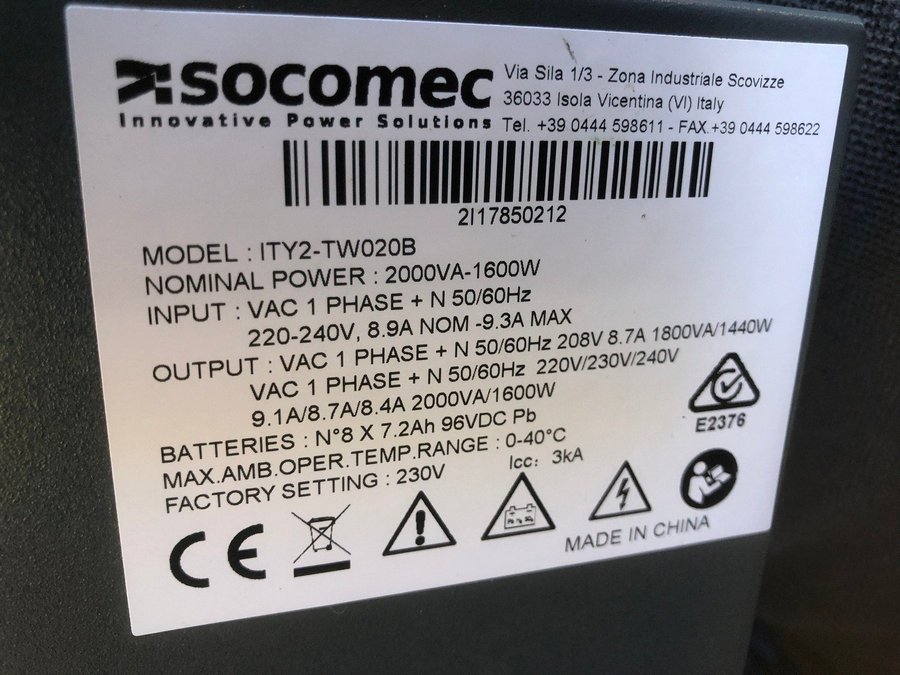 socomec
Innovative Power Solutions
Via Sila 1/3 - Zona Industriale Scovizze
36033 Isola Vicentina (VI) Italy
Tel. +39 0444 598611 - FAX.+39 0444 598622
2I17850212
MODEL : ITY2-TW020B
NOMINAL POWER : 2000VA-1600W
INPUT : VAC 1 PHASE + N 50/60Hz
220-240V, 8.9A NOM -9.3A MAX
OUTPUT : VAC 1 PHASE + N 50/60Hz 208V 8.7A 1800VA/1440W
VAC 1 PHASE + N 50/60Hz 220V/230V/240V
9.1A/8.7A/8.4A 2000VA/1600W
BATTERIES : N°8 X 7.2Ah 96VDC Pb
MAX.AMB.OPER.TEMP.RANGE : 0-40°C
FACTORY SETTING : 230V Icc: 3kA
E2376
CE
MADE IN CHINA